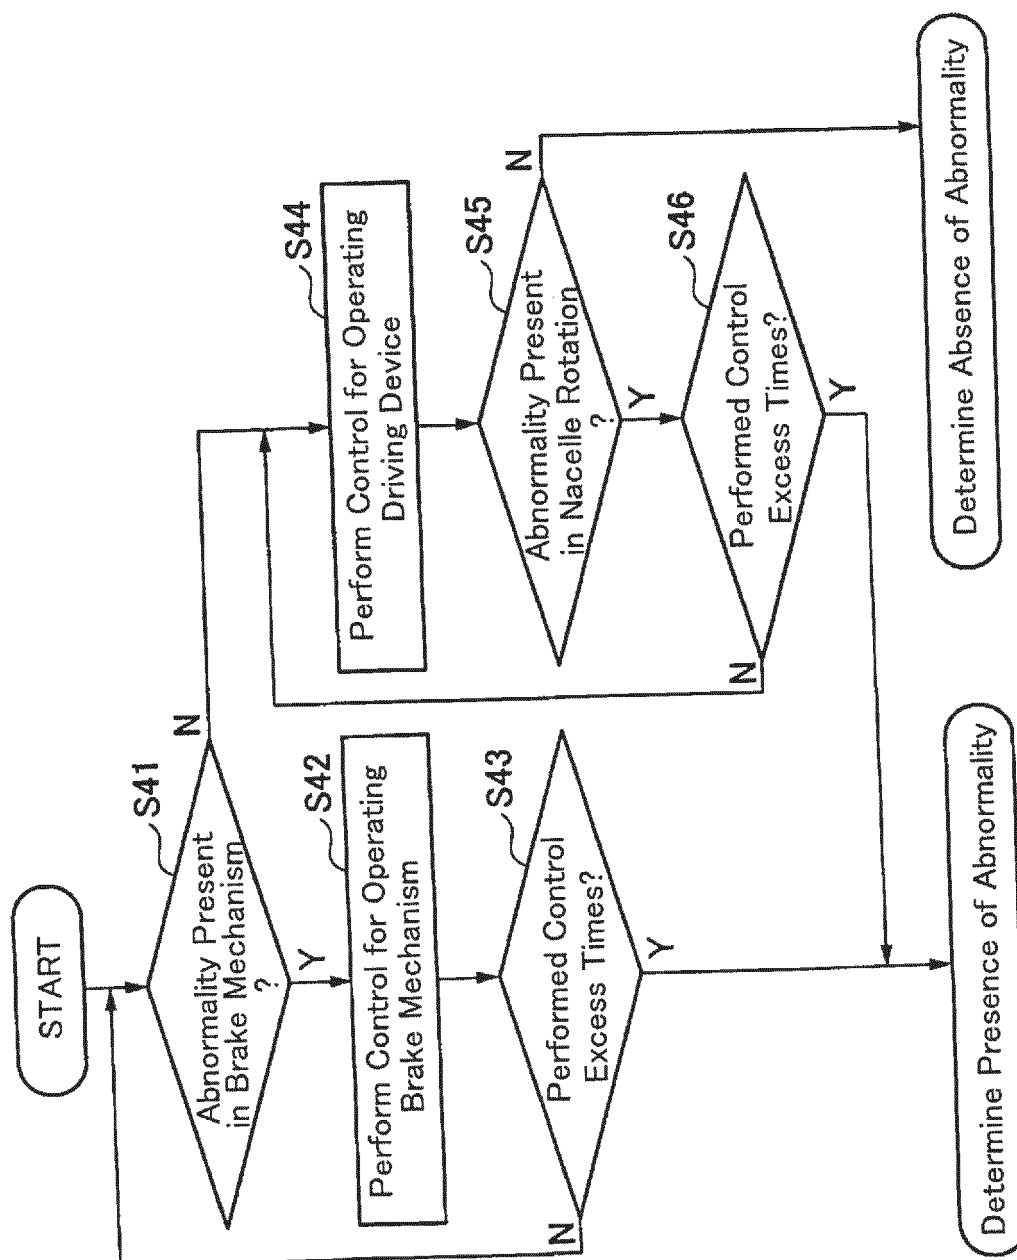 START
S41
Abnormality Present
in Brake Mechanism
?
N
Y
S42
Perform Control for Operating
Brake Mechanism
S43
Performed Control
Excess Times?
N
Y
S44
Perform Control for Operating
Driving Device
S45
Abnormality Present
in Nacelle Rotation
?
N
Y
S46
Performed Control
Excess Times?
N
Y
Determine Presence of Abnormality
Determine Absence of Abnormality